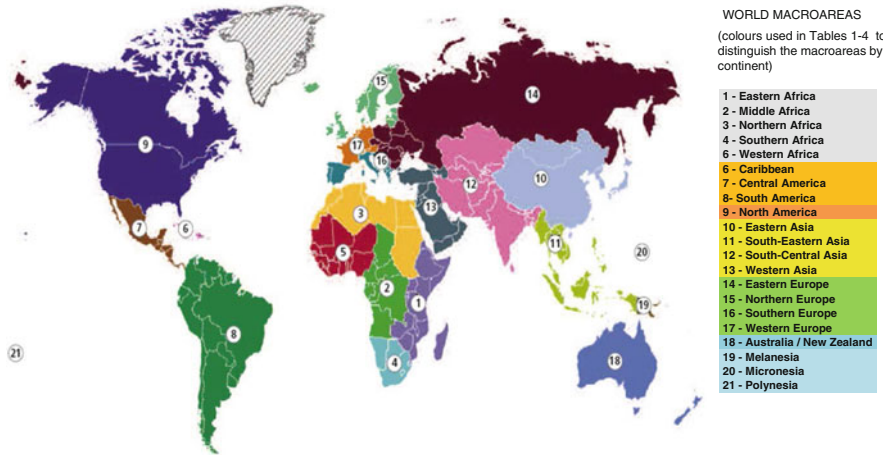 WORLD MACROAREAS
(colours used in Tables 1-4 to
distinguish the macroareas by
continent)
1 - Eastern Africa
2 - Middle Africa
3 - Northern Africa
4 - Southern Africa
6 - Western Africa
6 - Caribbean
7 - Central America
8- South America
9 - North America
10 - Eastern Asia
11 - South-Eastern Asia
12 - South-Central Asia
13 - Western Asia
14 - Eastern Europe
15 - Northern Europe
16 - Southern Europe
17 - Western Europe
18 - Australia / New Zealand
19 - Melanesia
20 - Micronesia
21 - Polynesia
15
14
9
17
16
10
12
13
3
7
6
5
11
20
2
1
19
8
21
4
18